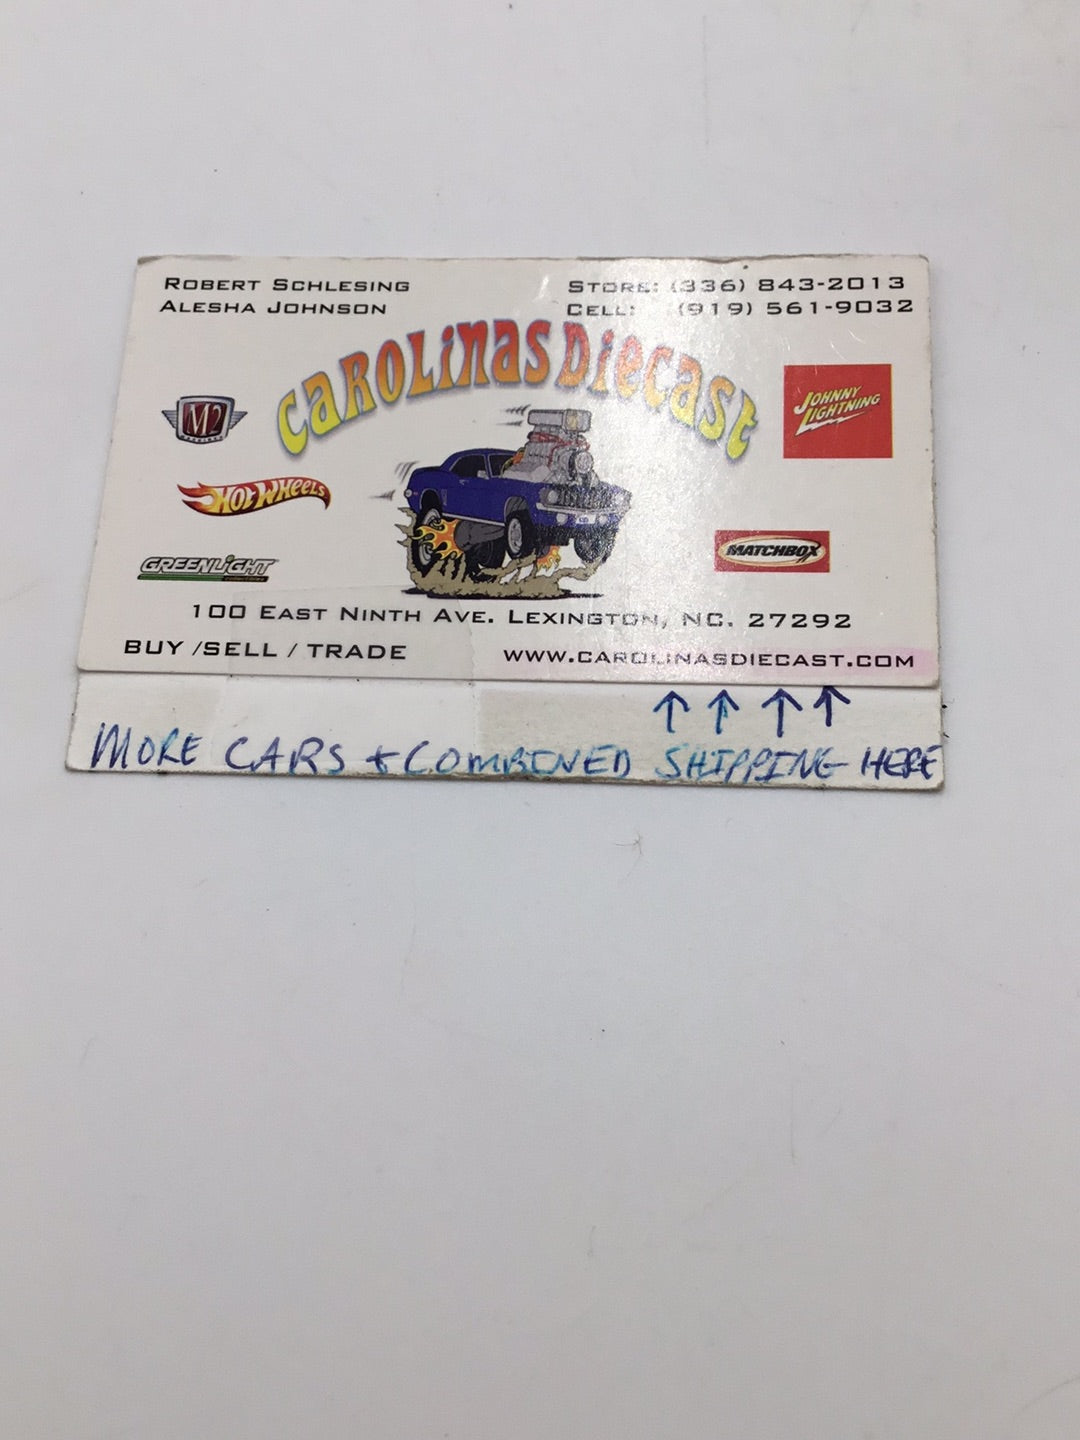 ROBERT SCHLESING
ALESHA JOHNSON
STORE: (336) 843-2013
CELL: (919) 561-9032
CAROLINAS DIECAST
M2
JOHNNY LIGHTNING
HOT WHEELS
MATCHBOX
GREENLIGHT
100 EAST NINTH AVE. LEXINGTON, NC. 27292
BUY /SELL / TRADE
WWW.CAROLINASDIECAST.COM
↑ ↑ ↑ ↑
MORE CARS + COMBINED SHIPPING HERE